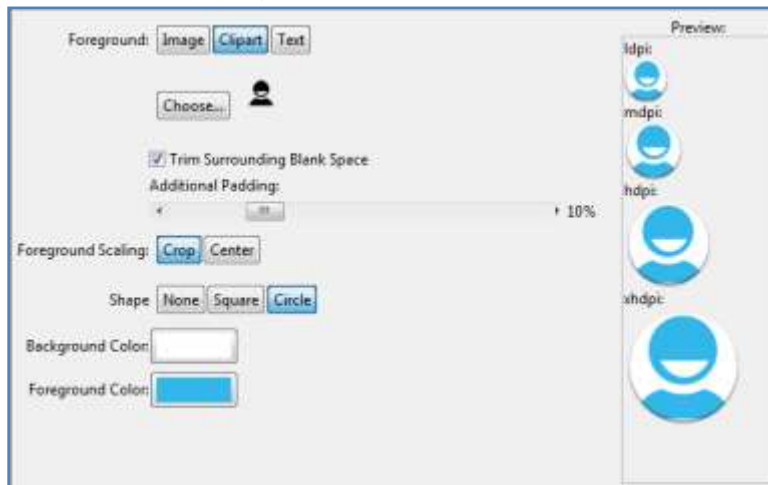 Foreground: Image Clipart Text
Choose...
Trim Surrounding Blank Space
Additional Padding:
10%
Foreground Scaling: Crop Center
Shape None Square Circle
Background Color:
Foreground Color:
Preview:
ldpi:
mdpi:
hdpi:
xhdpi: